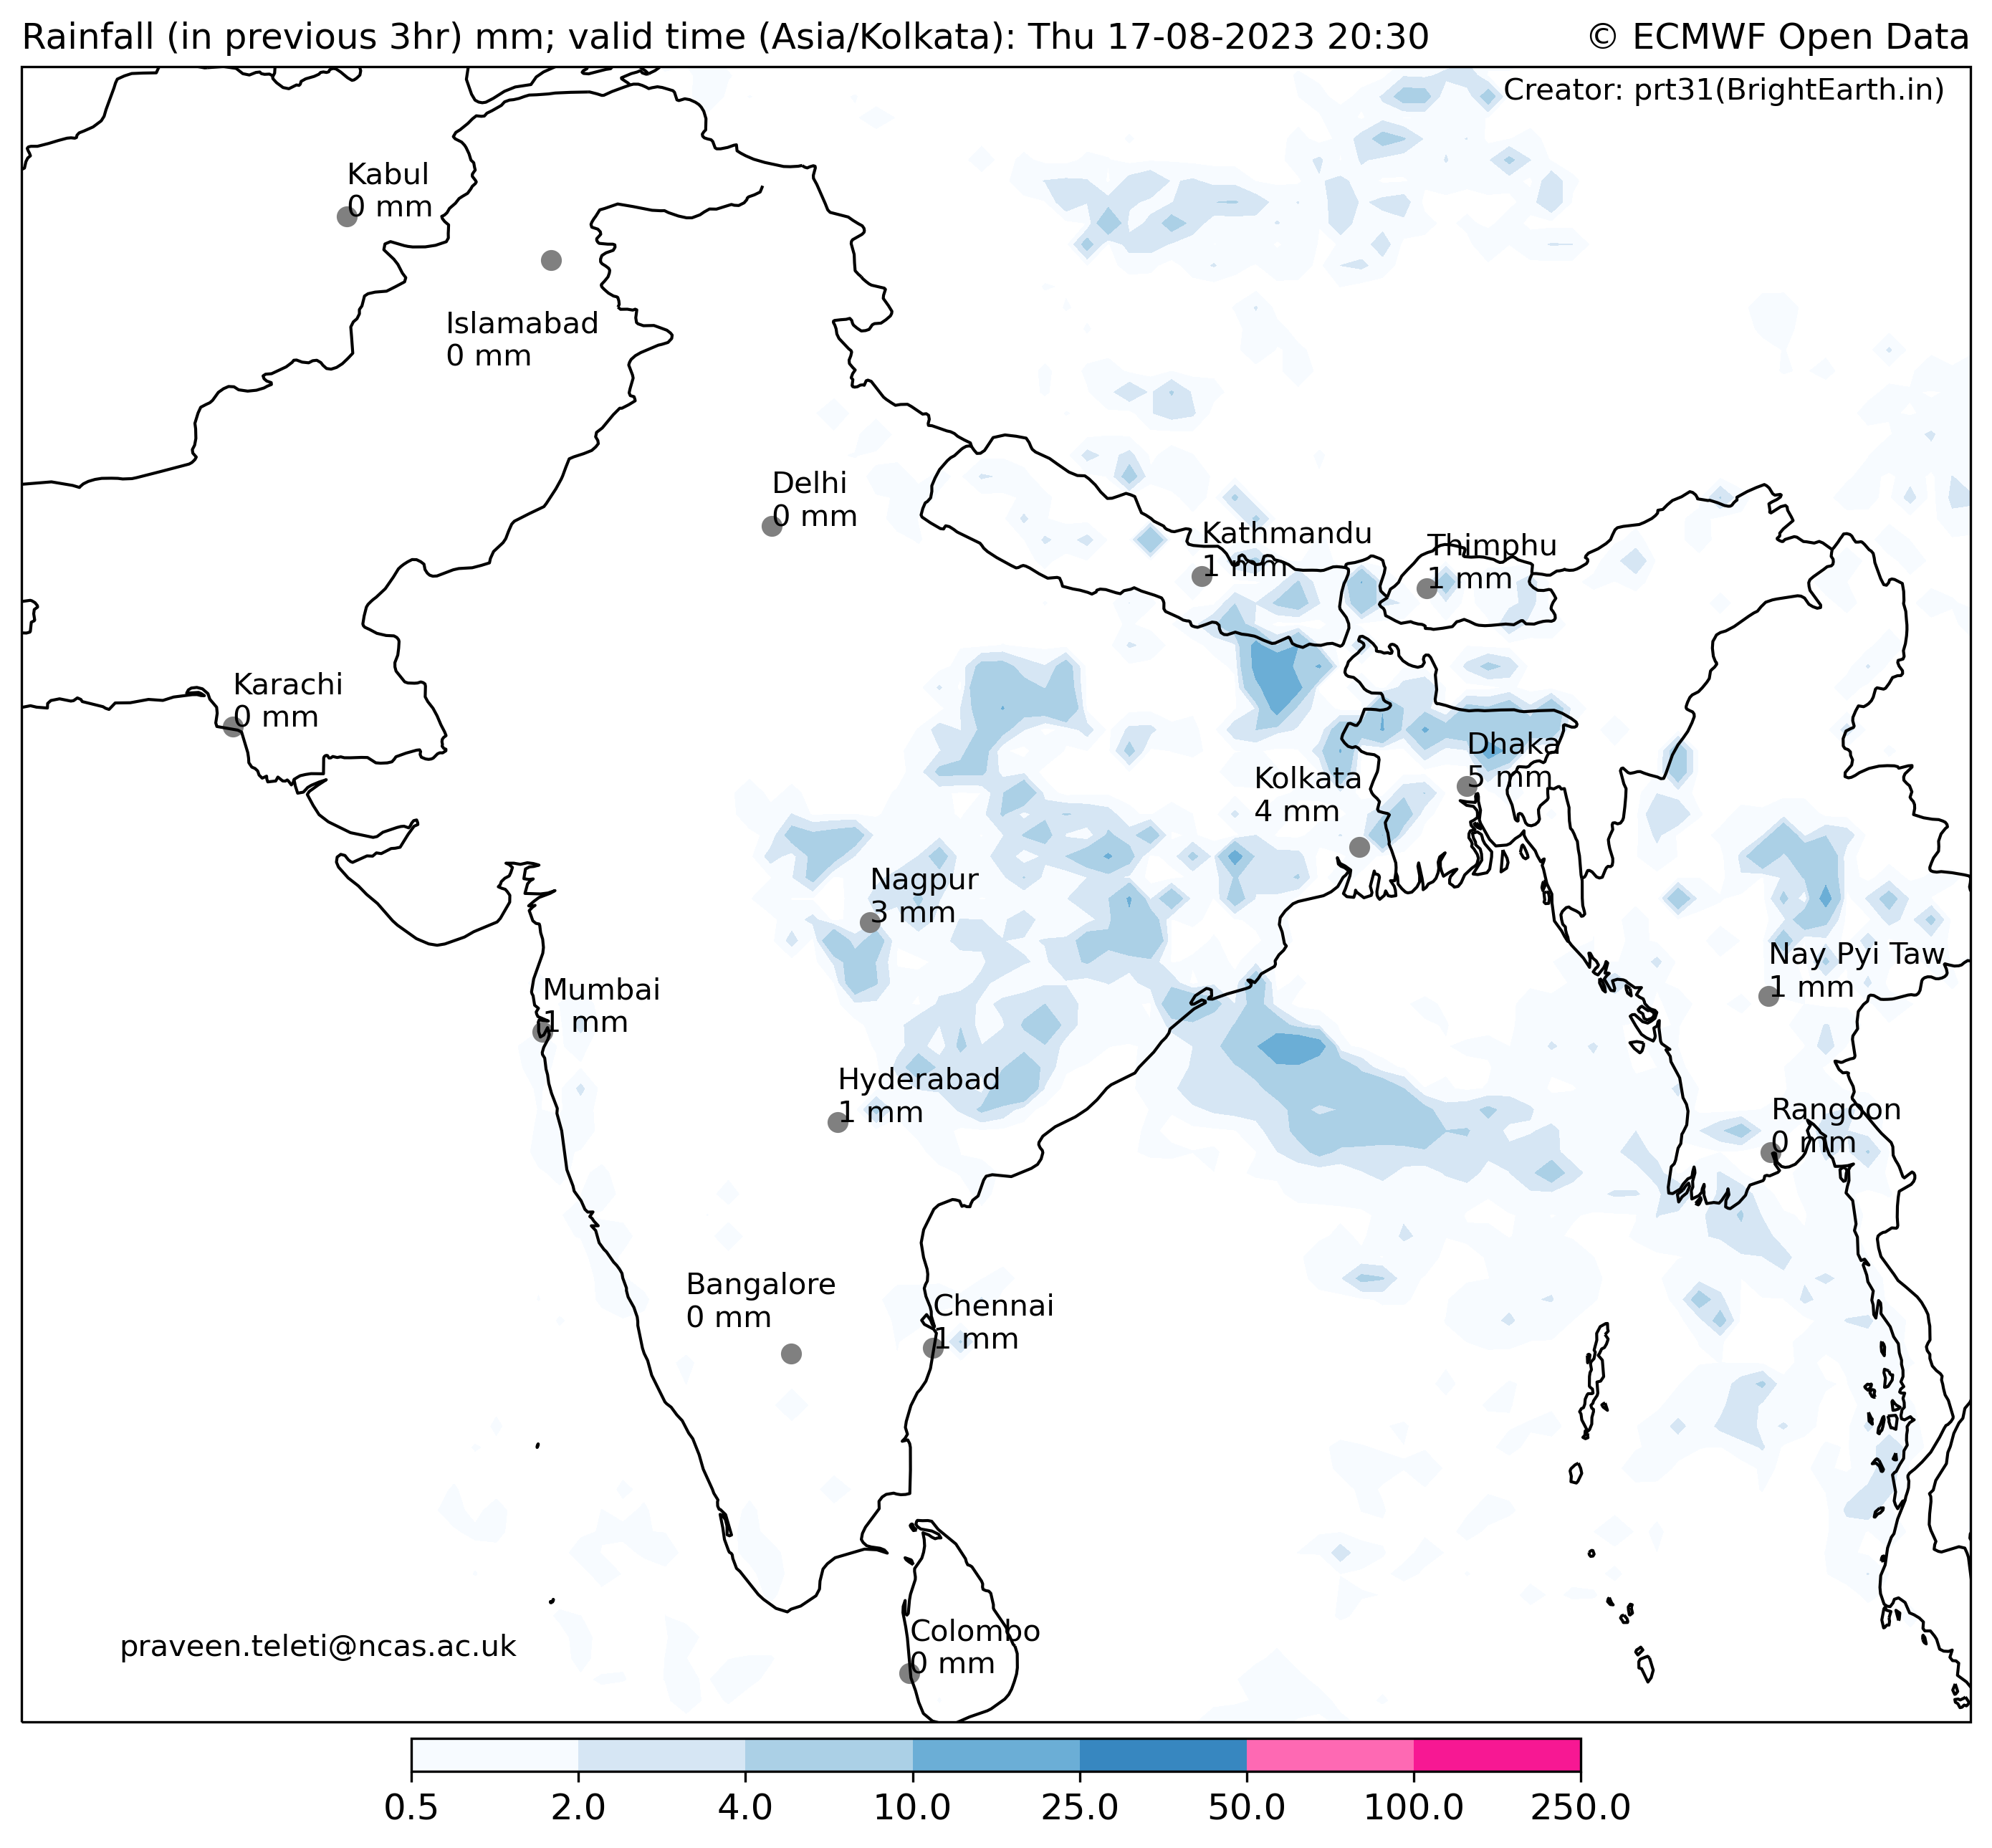 Rainfall (in previous 3hr) mm; valid time (Asia/Kolkata): Thu 17-08-2023 20:30 © ECMWF Open Data
Creator: prt31(BrightEarth.in)
Kabul
0 mm
Islamabad
0 mm
Delhi
0 mm
Kathmandu
1 mm
Thimphu
1 mm
Karachi
0 mm
Dhaka
5 mm
Kolkata
4 mm
Nagpur
3 mm
Nay Pyi Taw
1 mm
Mumbai
1 mm
Hyderabad
1 mm
Rangoon
0 mm
Bangalore
0 mm
Chennai
1 mm
Colombo
0 mm
praveen.teleti@ncas.ac.uk
0.5 2.0 4.0 10.0 25.0 50.0 100.0 250.0